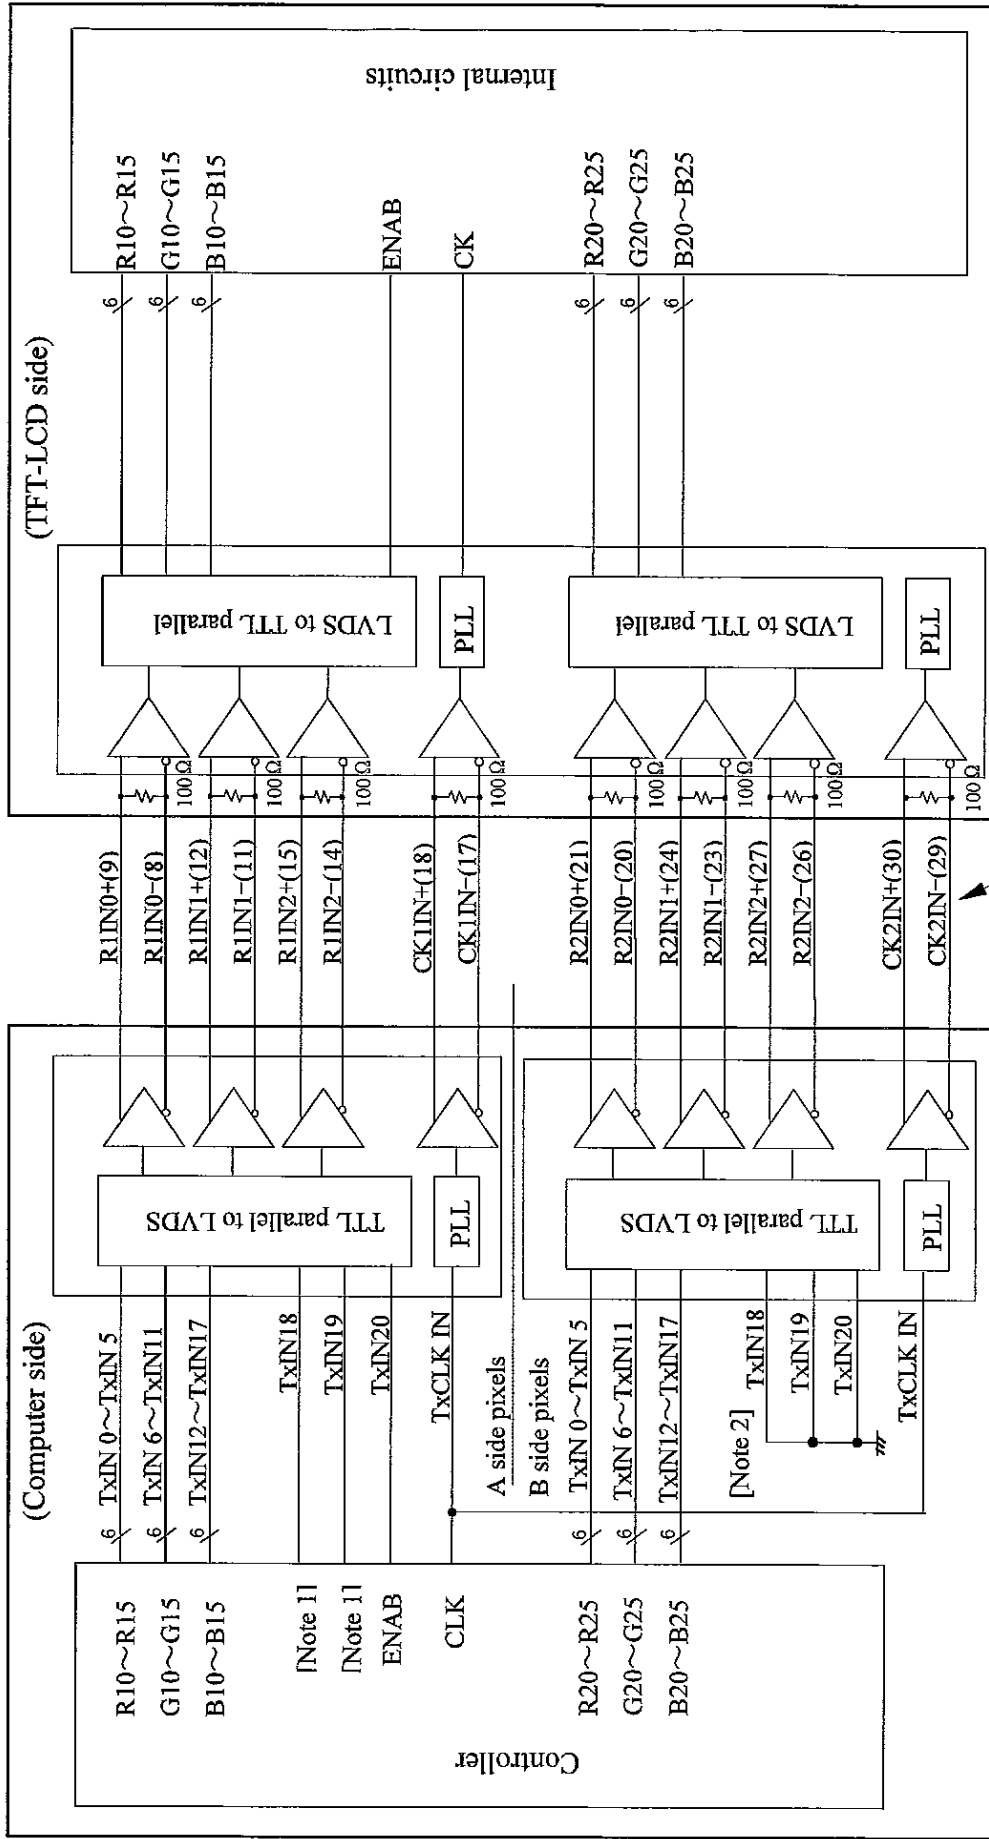 (Computer side)
Controller
R10~R15
G10~G15
B10~B15
[Note 1]
[Note 1]
ENAB
CLK
R20~R25
G20~G25
B20~B25
6
6
6
6
6
6
TxIN 0~TxIN 5
TxIN 6~TxIN11
TxIN12~TxIN17
TxIN18
TxIN19
TxIN20
TxCLK IN
A side pixels
B side pixels
TxIN 0~TxIN 5
TxIN 6~TxIN11
TxIN12~TxIN17
[Note 2]
TxIN18
TxIN19
TxIN20
TxCLK IN
TTL parallel to LVDS
PLL
TTL parallel to LVDS
PLL
R1IN0+(9)
R1IN0−(8)
R1IN1+(12)
R1IN1−(11)
R1IN2+(15)
R1IN2−(14)
CK1IN+(18)
CK1IN−(17)
R2IN0+(21)
R2IN0−(20)
R2IN1+(24)
R2IN1−(23)
R2IN2+(27)
R2IN2−(26)
CK2IN+(30)
CK2IN−(29)
(TFT-LCD side)
100Ω
100Ω
100Ω
100Ω
100Ω
100Ω
100Ω
100Ω
LVDS to TTL parallel
PLL
LVDS to TTL parallel
PLL
6
6
6
6
6
6
R10~R15
G10~G15
B10~B15
ENAB
CK
R20~R25
G20~G25
B20~B25
Internal circuits